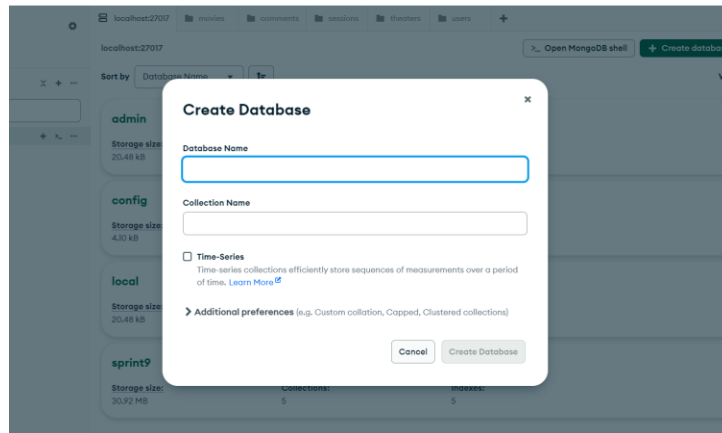 localhost:27017 movies comments sessions theaters users
localhost:27017
>_ Open MongoDB shell
+ Create databa
Sort by Database Name
Create Database
admin
Storage size:
20.48 kB
Database Name
config
Collection Name
Storage size
4.10 kB
Time-Series
Time-series collections efficiently store sequences of measurements over a period
of time. Learn More
local
Storage size
20.48 kB
Additional preferences (e.g. Custom collation, Capped, Clustered collections)
Cancel
Create Database
sprint9
Storage size: Collections: Indexes:
30.92 MB 5 5